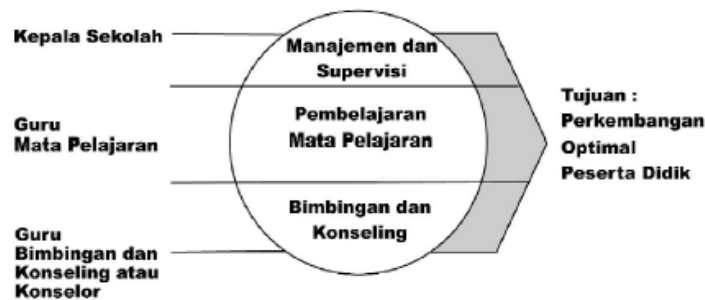 Kepala Sekolah
Manajemen dan
Supervisi
Guru
Mata Pelajaran
Pembelajaran
Mata Pelajaran
Guru
Bimbingan dan
Konseling atau
Konselor
Bimbingan dan
Konseling
Tujuan :
Perkembangan
Optimal
Peserta Didik